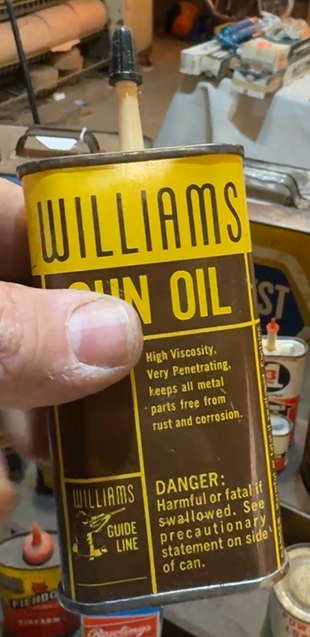 WILLIAMS
GUN OIL
High Viscosity,
Very Penetrating,
keeps all metal
parts free from
rust and corrosion.
DANGER:
Harmful or fatal if
swallowed. See
precautionary
statement on side
of can.
WILLIAMS
GUIDE
LINE
Rawlings